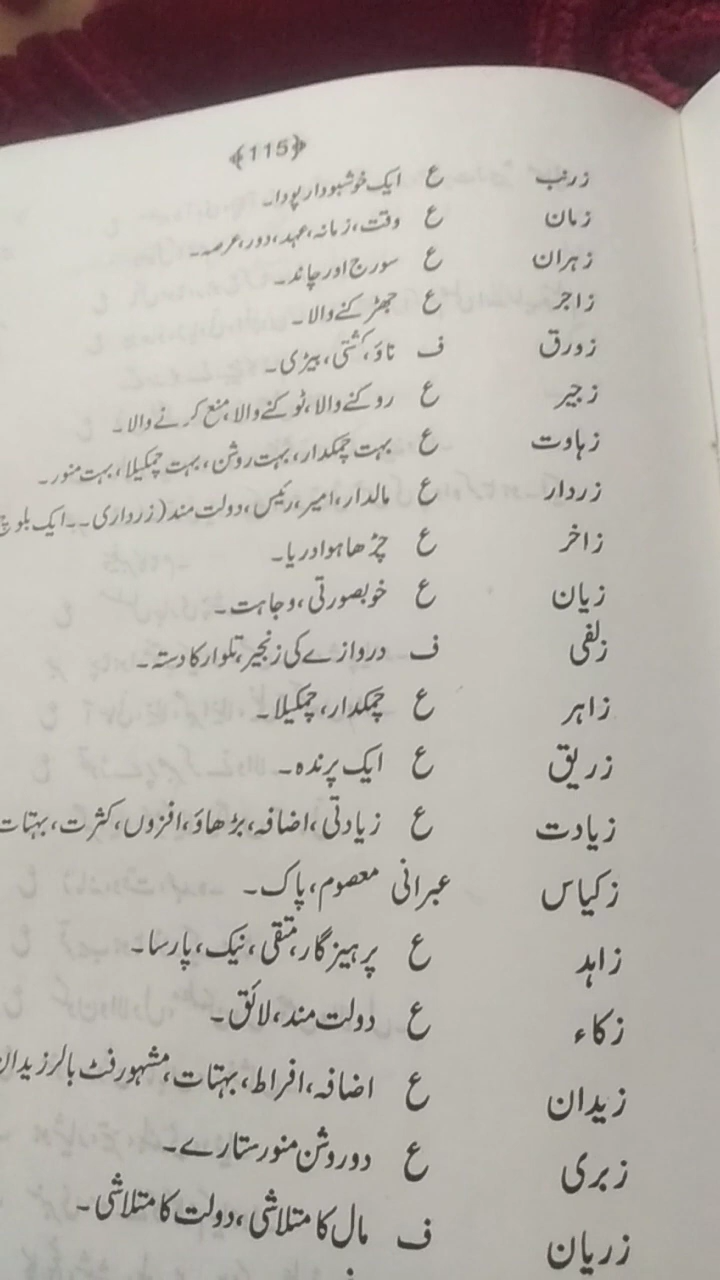 ﴿115﴾
زرنب ع ایک خوشبودار پودا۔
زمان ع وقت، زمانہ، عہد، دور، عرصہ۔
زہران ع سورج اور چاند۔
زاجر ع جھڑکنے والا۔
زورق ف ناؤ، کشتی، بیڑی۔
زجیر ع روکنے والا، ٹوکنے والا، منع کرنے والا۔
زہاوت ع بہت چمکدار، بہت روشن، بہت چمکیلا، بہت منور۔
زردار ع مالدار، امیر، رئیس، دولت مند (زرداری۔۔ایک بلوچ
زاخر ع چڑھا ہوا دریا۔
زیان ع خوبصورتی، وجاہت۔
زلفی ف دروازے کی زنجیر، تلوار کا دستہ۔
زاہر ع چمکدار، چمکیلا۔
زریق ع ایک پرندہ۔
زیادت ع زیادتی، اضافہ، بڑھاؤ، افزوں، کثرت، بہتات
زکیاس عبرانی معصوم، پاک۔
زاہد ع پرہیزگار، متقی، نیک، پارسا۔
زکاء ع دولت مند، لائق۔
زیدان ع اضافہ، افراط، بہتات، مشہور فٹ بالر زیدان
زبری ع دو روشن منور ستارے۔
زریان ف مال کا متلاشی، دولت کا متلاشی۔